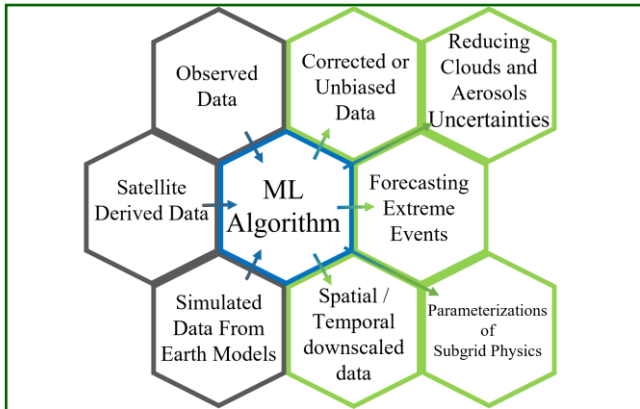 Observed
Data
Corrected or
Unbiased
Data
Reducing
Clouds and
Aerosols
Uncertainties
Satellite
Derived Data
ML
Algorithm
Forecasting
Extreme
Events
Simulated
Data From
Earth Models
Spatial /
Temporal
downscaled
data
Parameterizations
of
Subgrid Physics